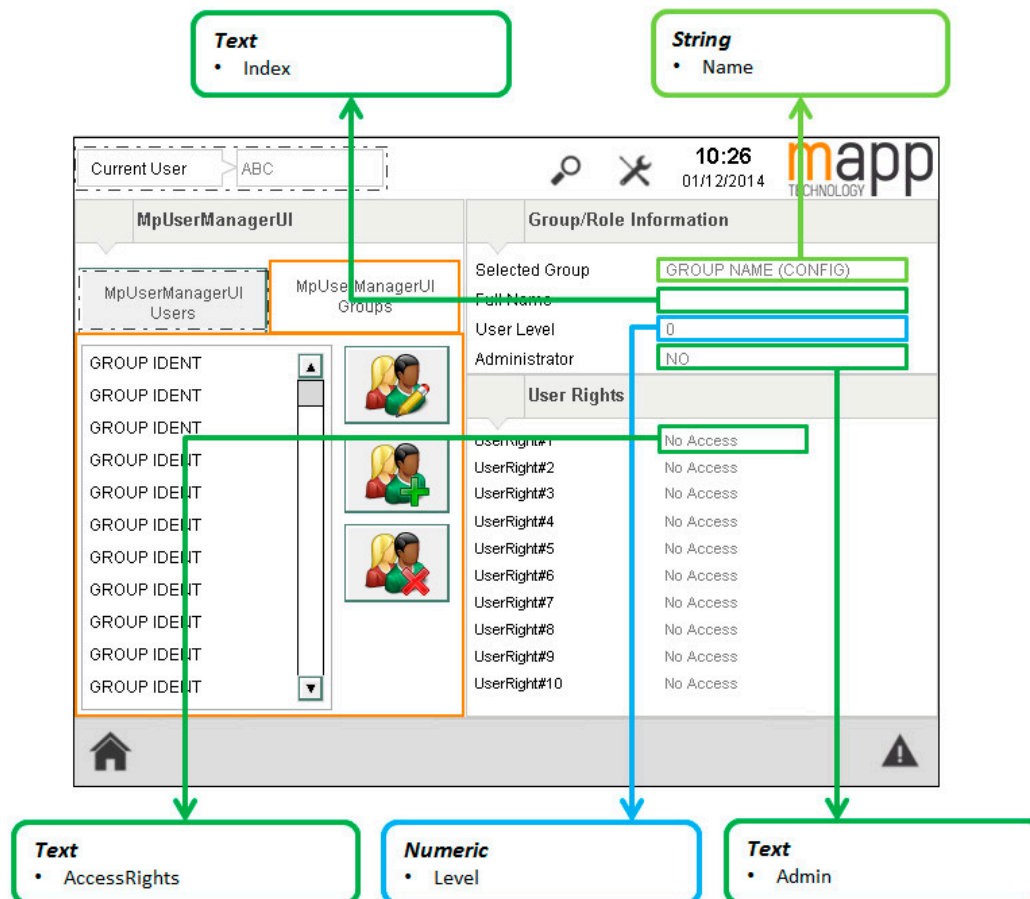 Text
• Index
String
• Name
Current User
ABC
10:26
01/12/2014
mapp
TECHNOLOGY
MpUserManagerUI
Group/Role Information
MpUserManagerUI
Users
MpUserManagerUI
Groups
Selected Group
GROUP NAME (CONFIG)
Full Name
User Level
0
Administrator
NO
GROUP IDENT
GROUP IDENT
GROUP IDENT
GROUP IDENT
GROUP IDENT
GROUP IDENT
GROUP IDENT
GROUP IDENT
GROUP IDENT
GROUP IDENT
GROUP IDENT
User Rights
UserRight#1
No Access
UserRight#2
No Access
UserRight#3
No Access
UserRight#4
No Access
UserRight#5
No Access
UserRight#6
No Access
UserRight#7
No Access
UserRight#8
No Access
UserRight#9
No Access
UserRight#10
No Access
Text
• AccessRights
Numeric
• Level
Text
• Admin